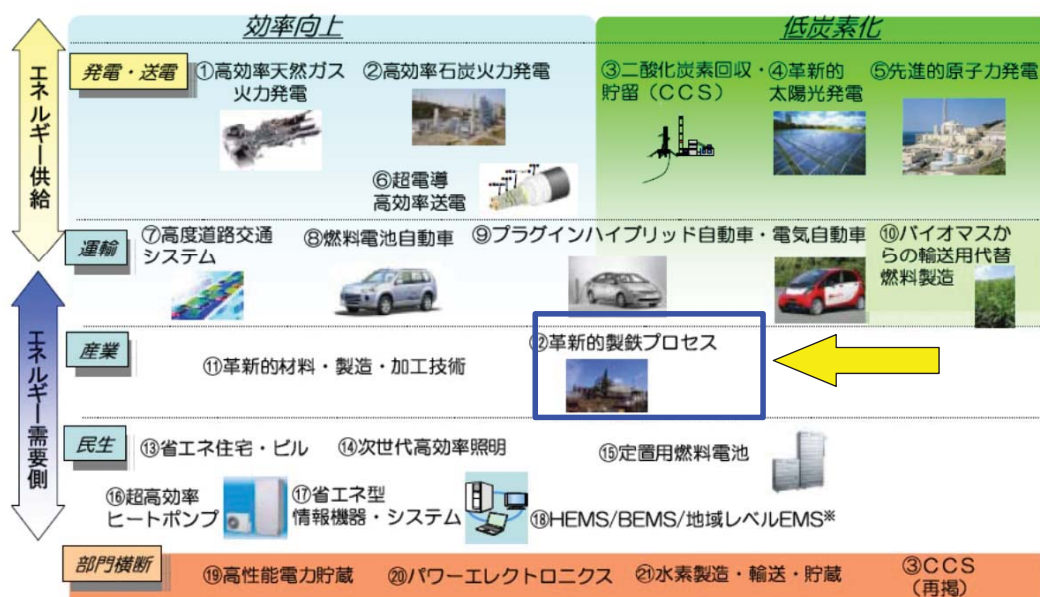 効率向上
低炭素化
エネルギー供給
発電・送電
①高効率天然ガス
火力発電
②高効率石炭火力発電
③二酸化炭素回収・
貯留(CCS)
④革新的
太陽光発電
⑤先進的原子力発電
⑥超電導
高効率送電
運輸
⑦高度道路交通
システム
⑧燃料電池自動車
⑨プラグインハイブリッド自動車・電気自動車
⑩バイオマスか
らの輸送用代替
燃料製造
エネルギー需要側
産業
⑪革新的材料・製造・加工技術
⑫革新的製鉄プロセス
民生
⑬省エネ住宅・ビル
⑭次世代高効率照明
⑮定置用燃料電池
⑯超高効率
ヒートポンプ
⑰省エネ型
情報機器・システム
⑱HEMS/BEMS/地域レベルEMS※
部門横断
⑲高性能電力貯蔵
⑳パワーエレクトロニクス
㉑水素製造・輸送・貯蔵
③CCS
(再掲)